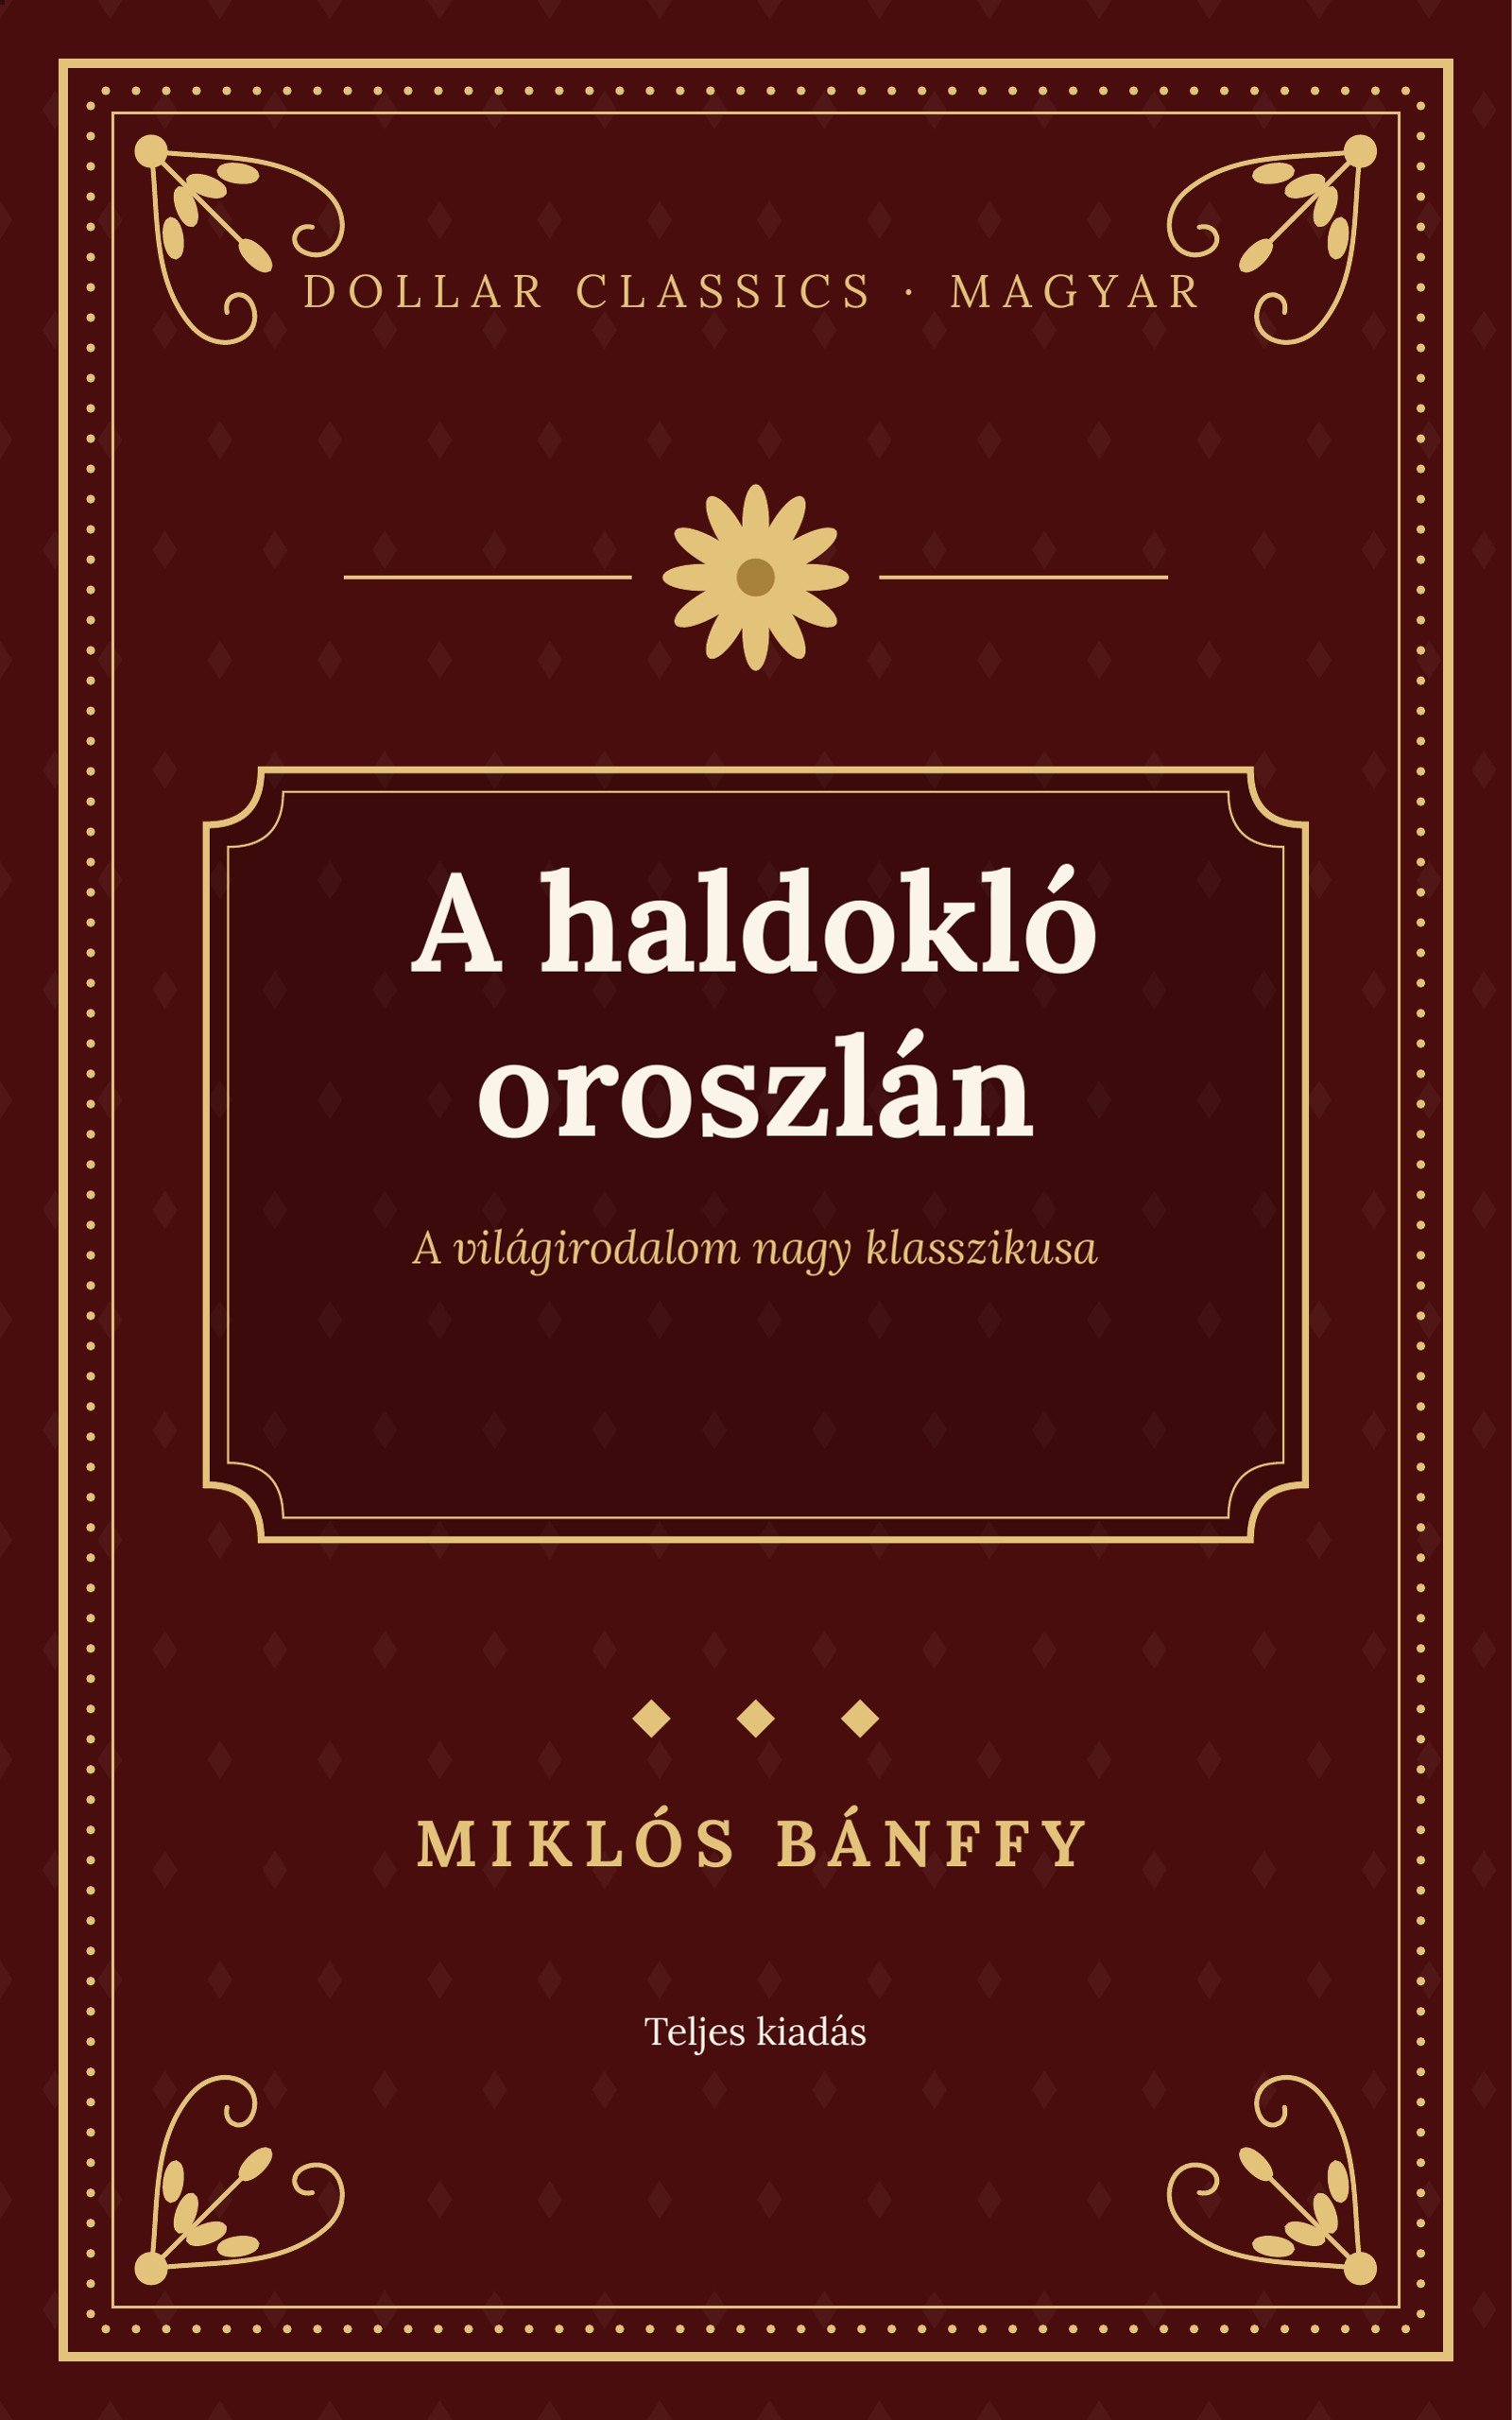 DOLLAR CLASSICS · MAGYAR
A haldokló
oroszlán
A világirodalom nagy klasszikusa
MIKLÓS BÁNFFY
Teljes kiadás